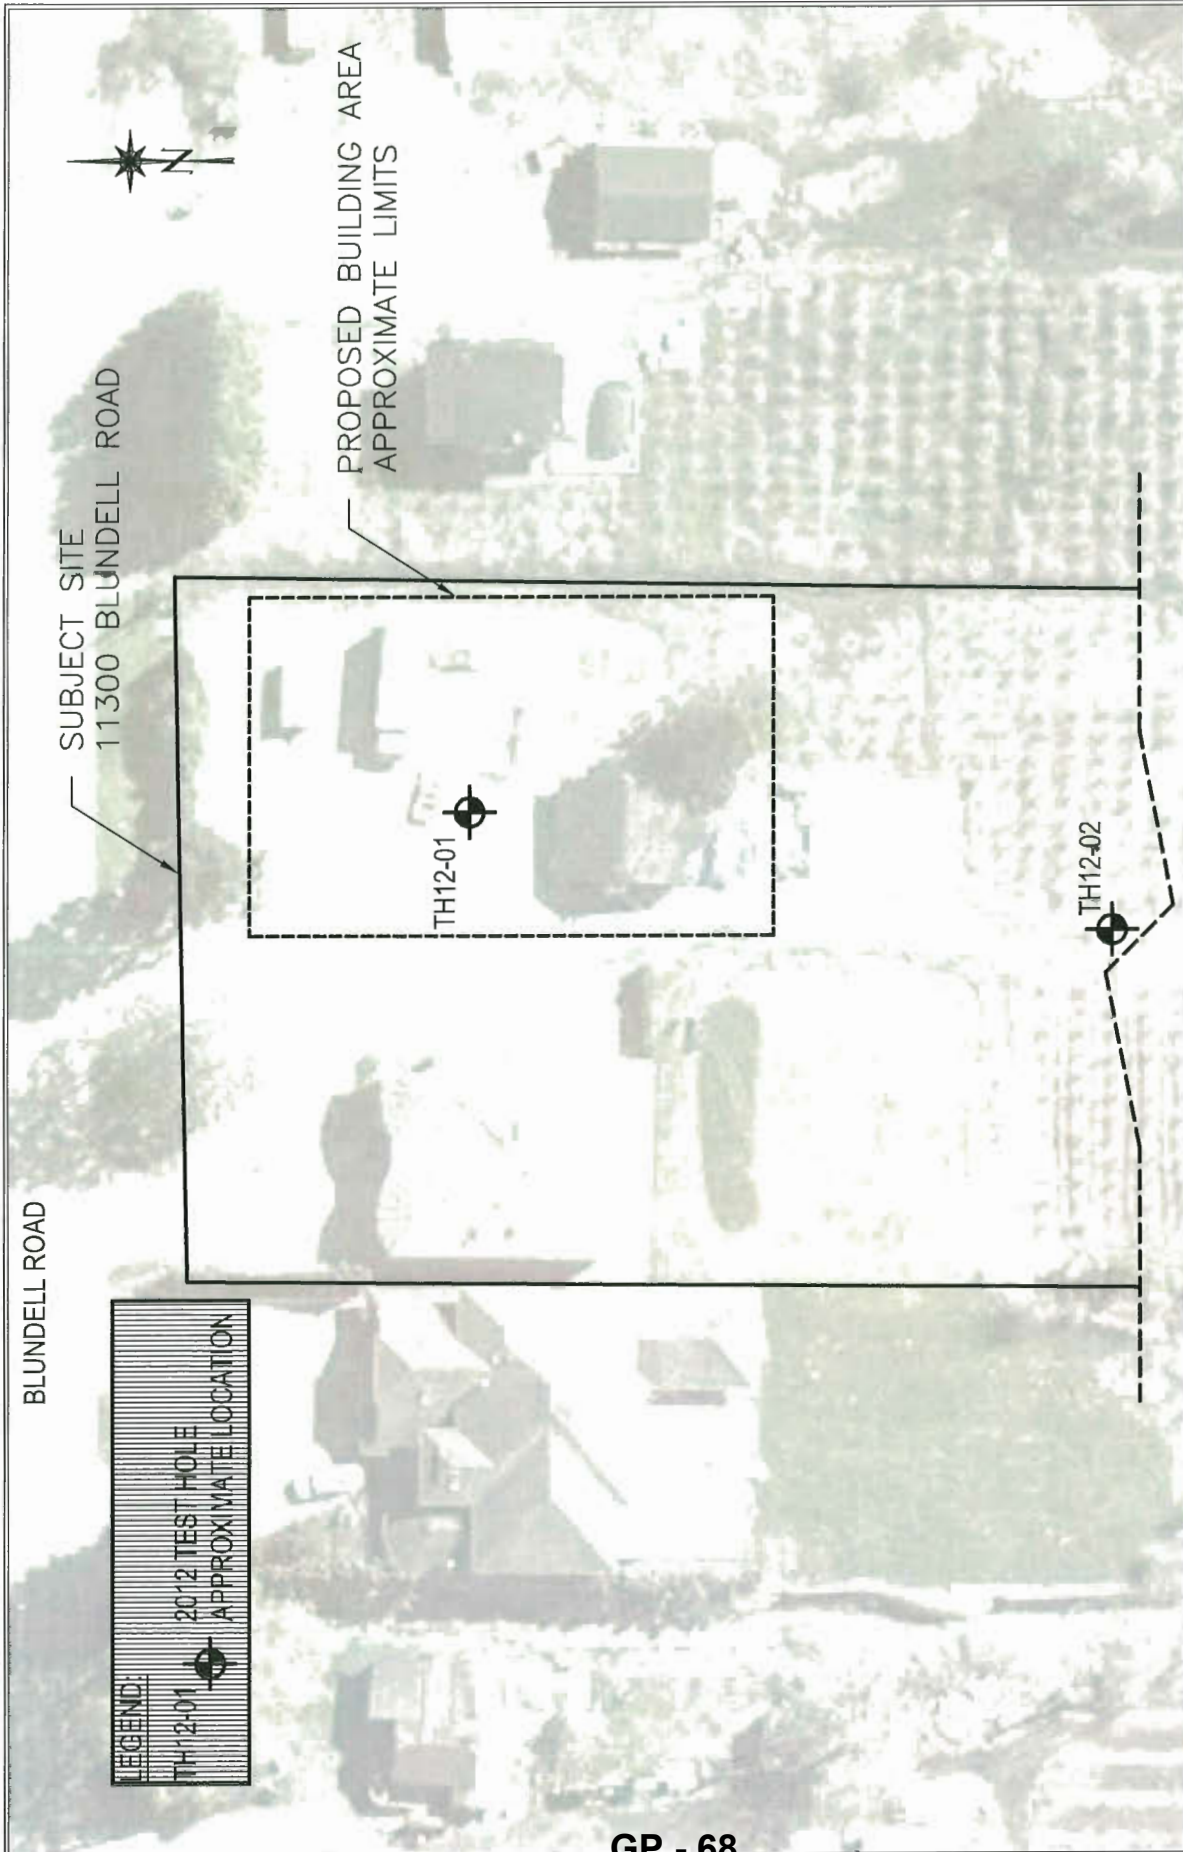 BLUNDELL ROAD
SUBJECT SITE
11300 BLUNDELL ROAD
N
PROPOSED BUILDING AREA
APPROXIMATE LIMITS
LEGEND:
TH12-01 2012 TEST HOLE
APPROXIMATE LOCATION
TH12-01
TH12-02
GP - 68